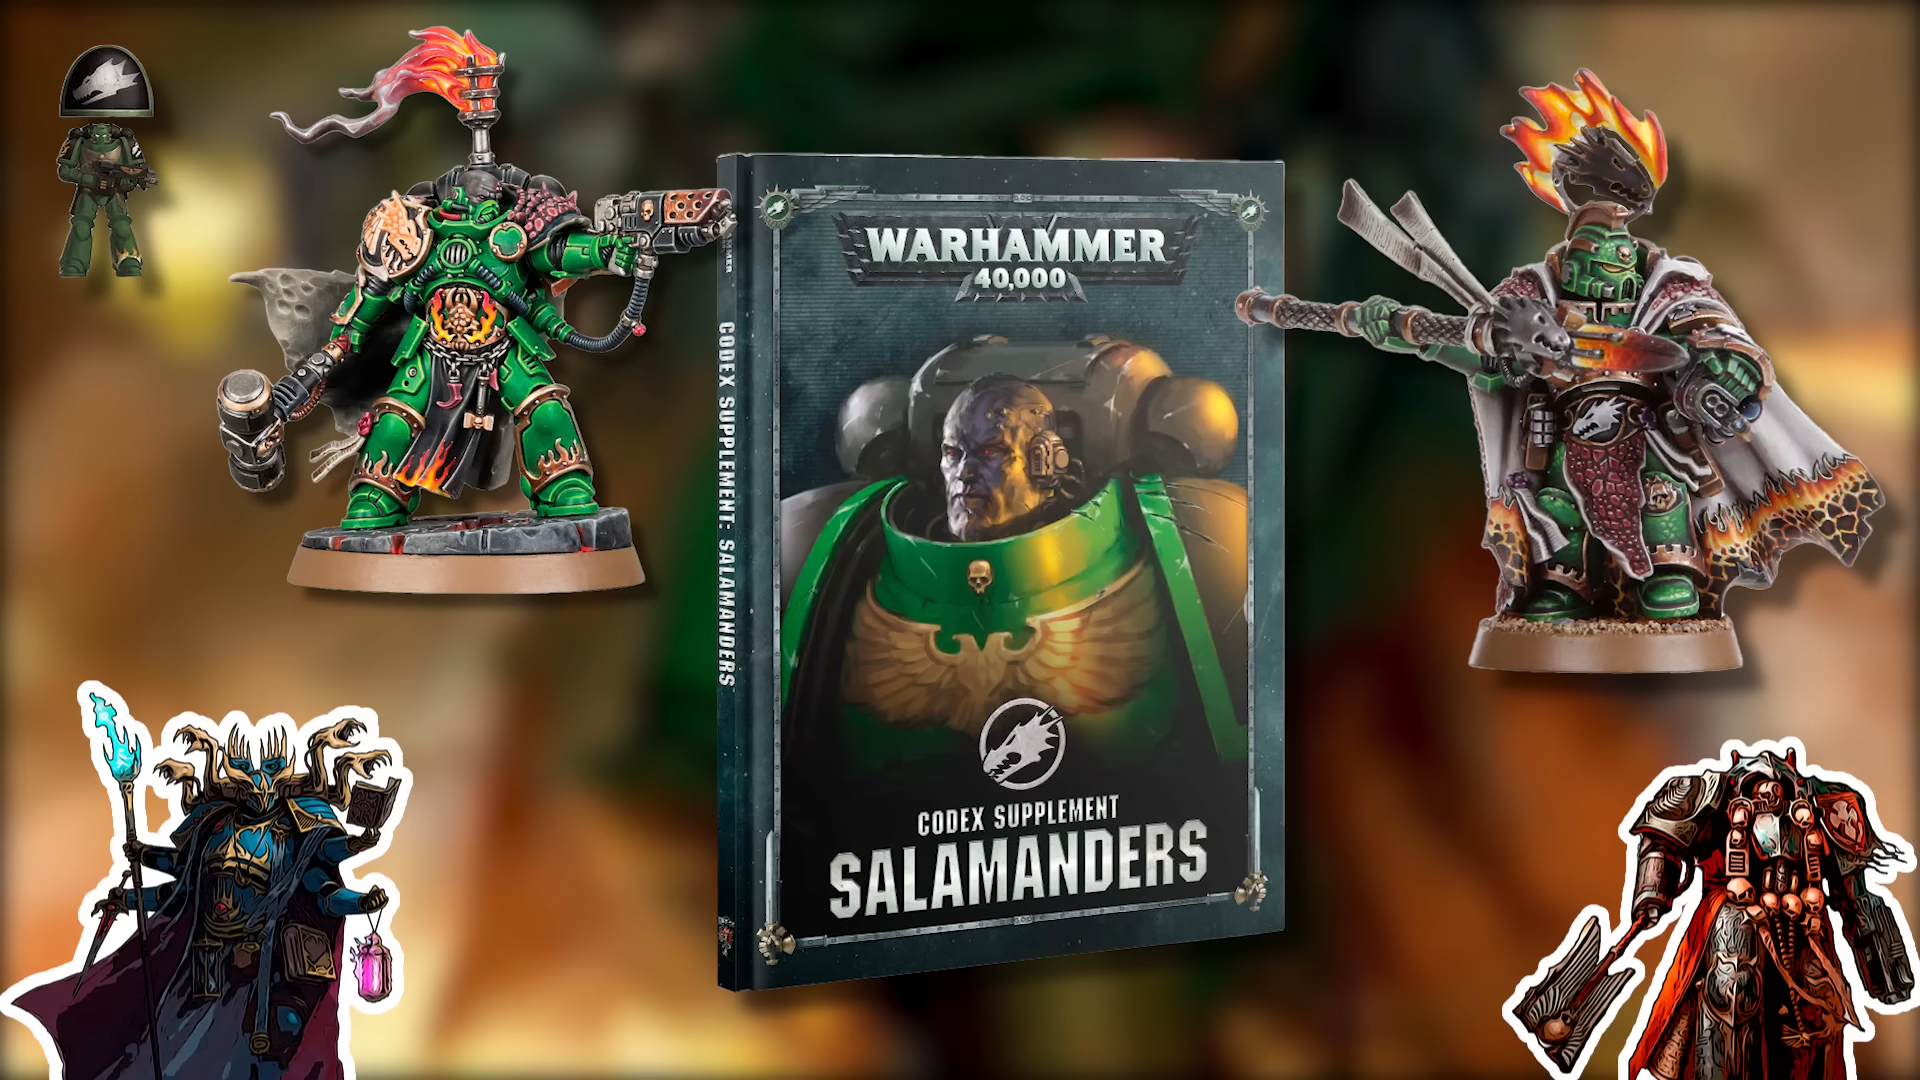 WARHAMMER
40,000
CODEX SUPPLEMENT
SALAMANDERS
CODEX SUPPLEMENT: SALAMANDERS